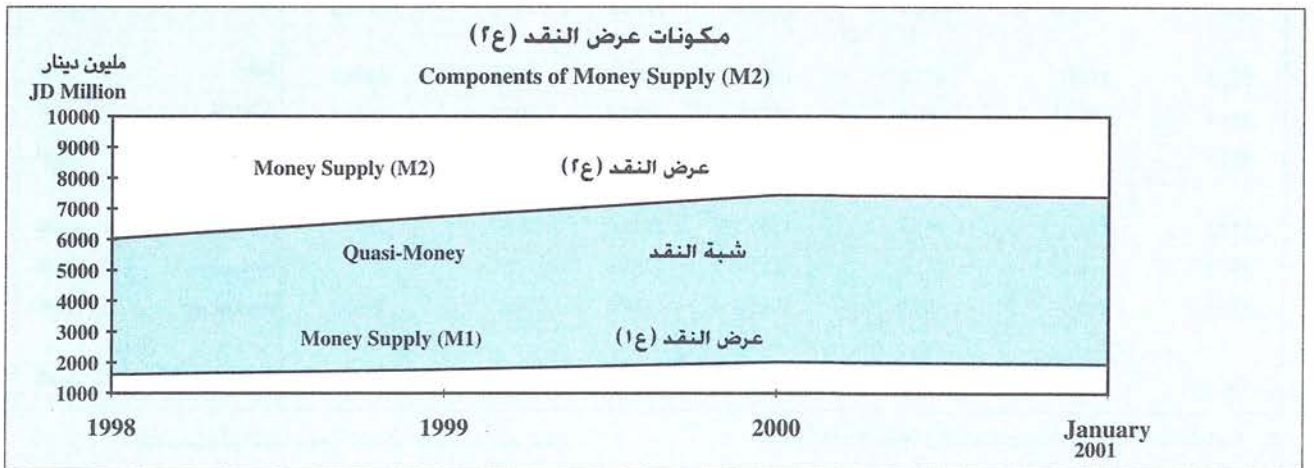 مكونات عرض النقد (ع٢)
Components of Money Supply (M2)
مليون دينار
JD Million
10000
9000
Money Supply (M2) عرض النقد (ع٢)
8000
7000
6000
Quasi-Money شبة النقد
5000
4000
3000
Money Supply (M1) عرض النقد (ع١)
2000
1000
1998 1999 2000 January
2001